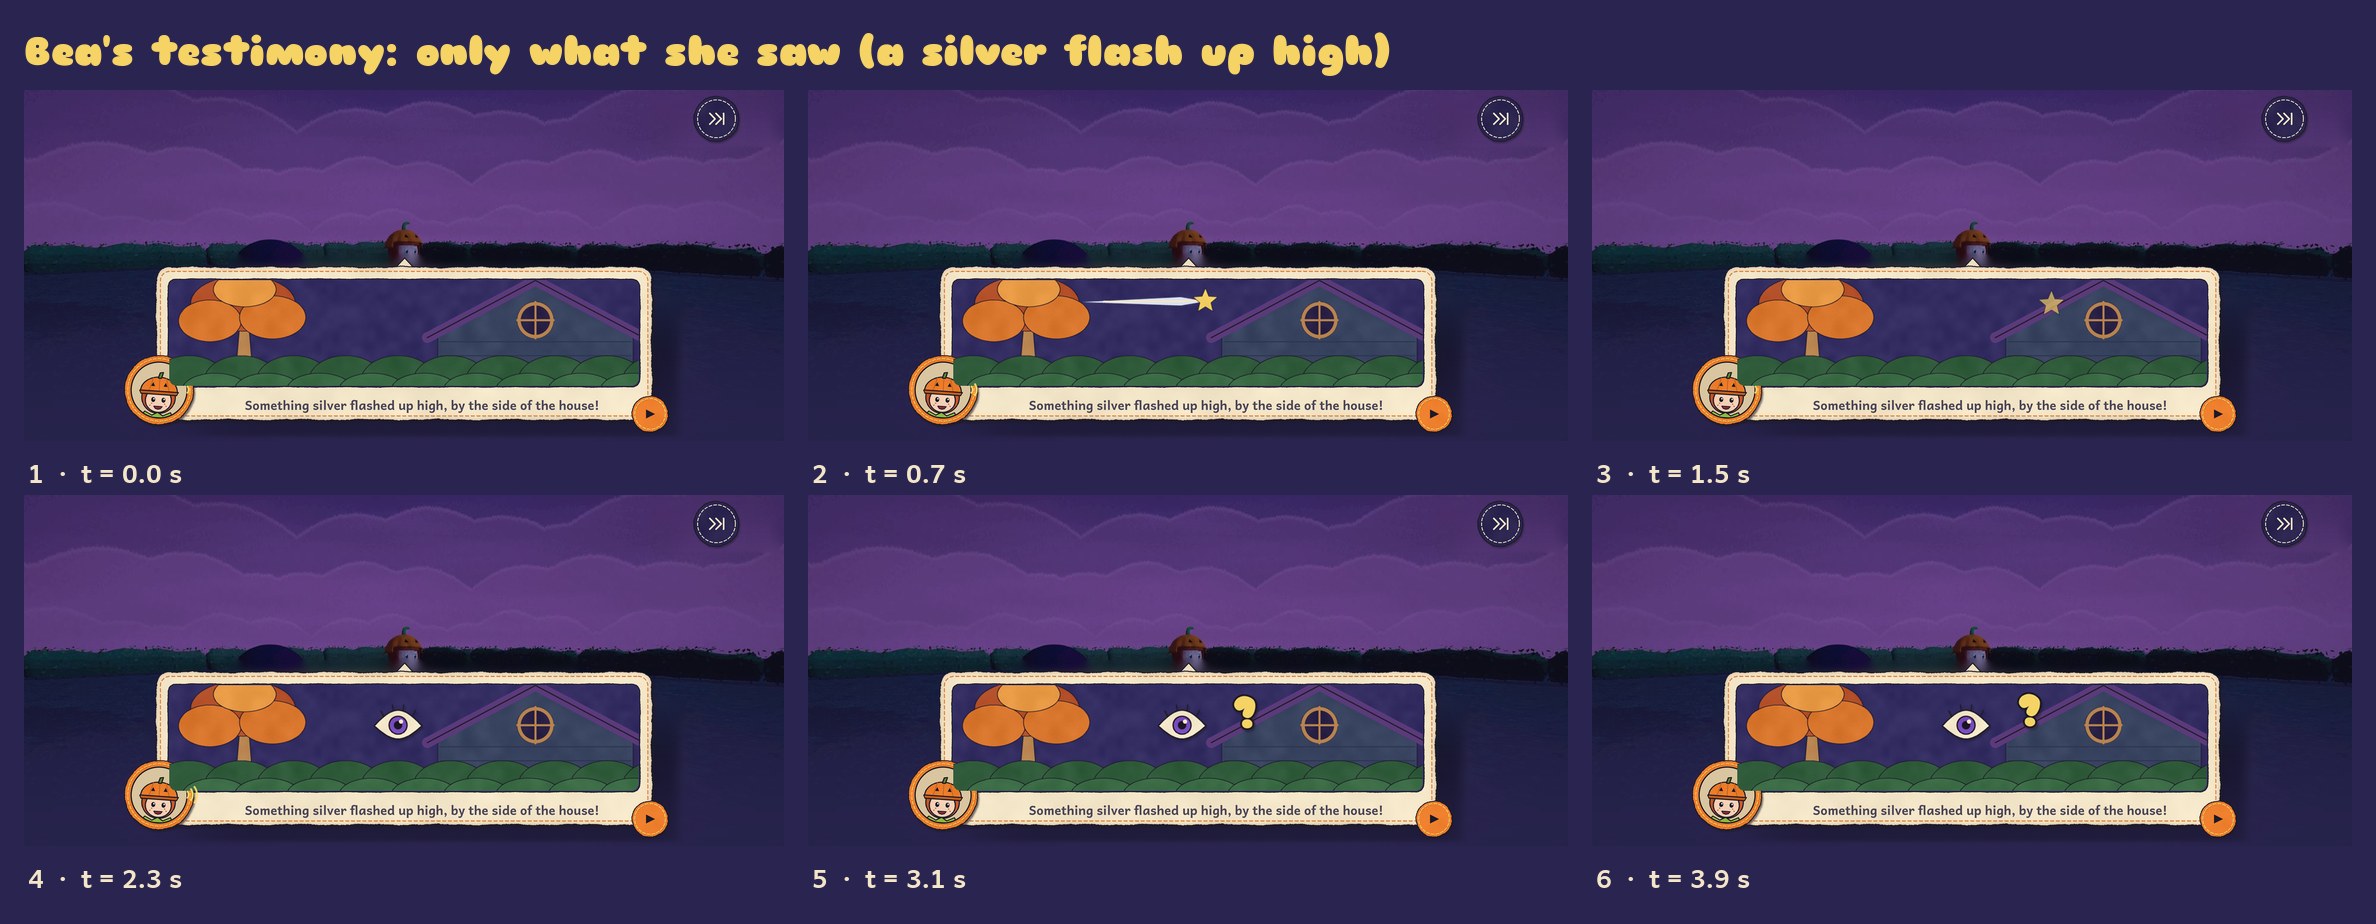 Bea's testimony: only what she saw (a silver flash up high)
Something silver flashed up high, by the side of the house!
Something silver flashed up high, by the side of the house!
Something silver flashed up high, by the side of the house!
1 · t = 0.0 s
2 · t = 0.7 s
3 · t = 1.5 s
?
?
Something silver flashed up high, by the side of the house!
Something silver flashed up high, by the side of the house!
Something silver flashed up high, by the side of the house!
4 · t = 2.3 s
5 · t = 3.1 s
6 · t = 3.9 s